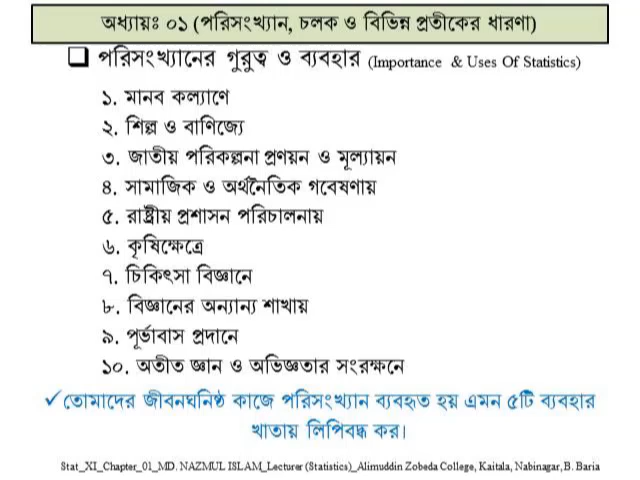 অধ্যায়ঃ ০১ (পরিসংখ্যান, চলক ও বিভিন্ন প্রতীকের ধারণা)
পরিসংখ্যানের গুরুত্ব ও ব্যবহার (Importance & Uses Of Statistics)
১. মানব কল্যাণে
২. শিল্প ও বাণিজ্যে
৩. জাতীয় পরিকল্পনা প্রণয়ন ও মূল্যায়ন
৪. সামাজিক ও অর্থনৈতিক গবেষণায়
৫. রাষ্ট্রীয় প্রশাসন পরিচালনায়
৬. কৃষিক্ষেত্রে
৭. চিকিৎসা বিজ্ঞানে
৮. বিজ্ঞানের অন্যান্য শাখায়
৯. পূর্ভাবাস প্রদানে
১০. অতীত জ্ঞান ও অভিজ্ঞতার সংরক্ষনে
✓তোমাদের জীবনঘনিষ্ঠ কাজে পরিসংখ্যান ব্যবহৃত হয় এমন ৫টি ব্যবহার
খাতায় লিপিবদ্ধ কর।
Stat_XI_Chapter_01_MD. NAZMUL ISLAM_Lecturer (Statistics)_Alimuddin Zobeda College, Kaitala, Nabinagar, B. Baria